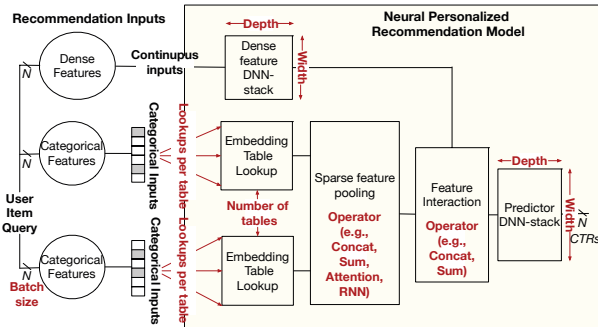 Recommendation Inputs
Neural Personalized
Recommendation Model
Dense
Features
N
Continuous
inputs
Depth
Dense
feature
DNN-
stack
Width
Categorical
Features
N
Categorical Inputs
Lookups per table
Embedding
Table
Lookup
Number of
tables
User
Item
Query
Categorical
Features
N
Batch
size
Categorical Inputs
Lookups per table
Embedding
Table
Lookup
Sparse feature
pooling
Operator
(e.g.,
Concat,
Sum,
Attention,
RNN)
Feature
Interaction
Operator
(e.g.,
Concat,
Sum)
Depth
Predictor
DNN-stack
Width
N
CTRs